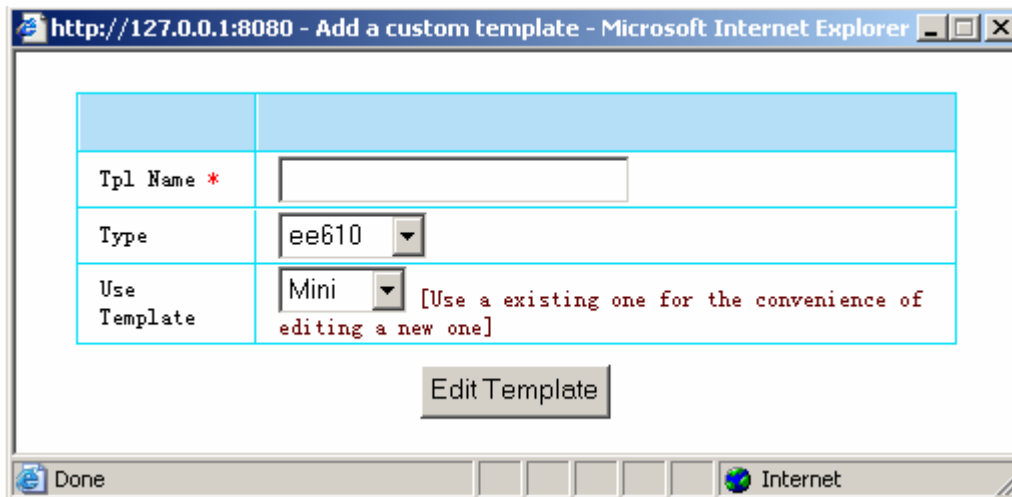 http://127.0.0.1:8080 - Add a custom template - Microsoft Internet Explorer
Tpl Name *
Type
ee610
Use
Template
Mini
[Use a existing one for the convenience of
editing a new one]
Edit Template
Done
Internet